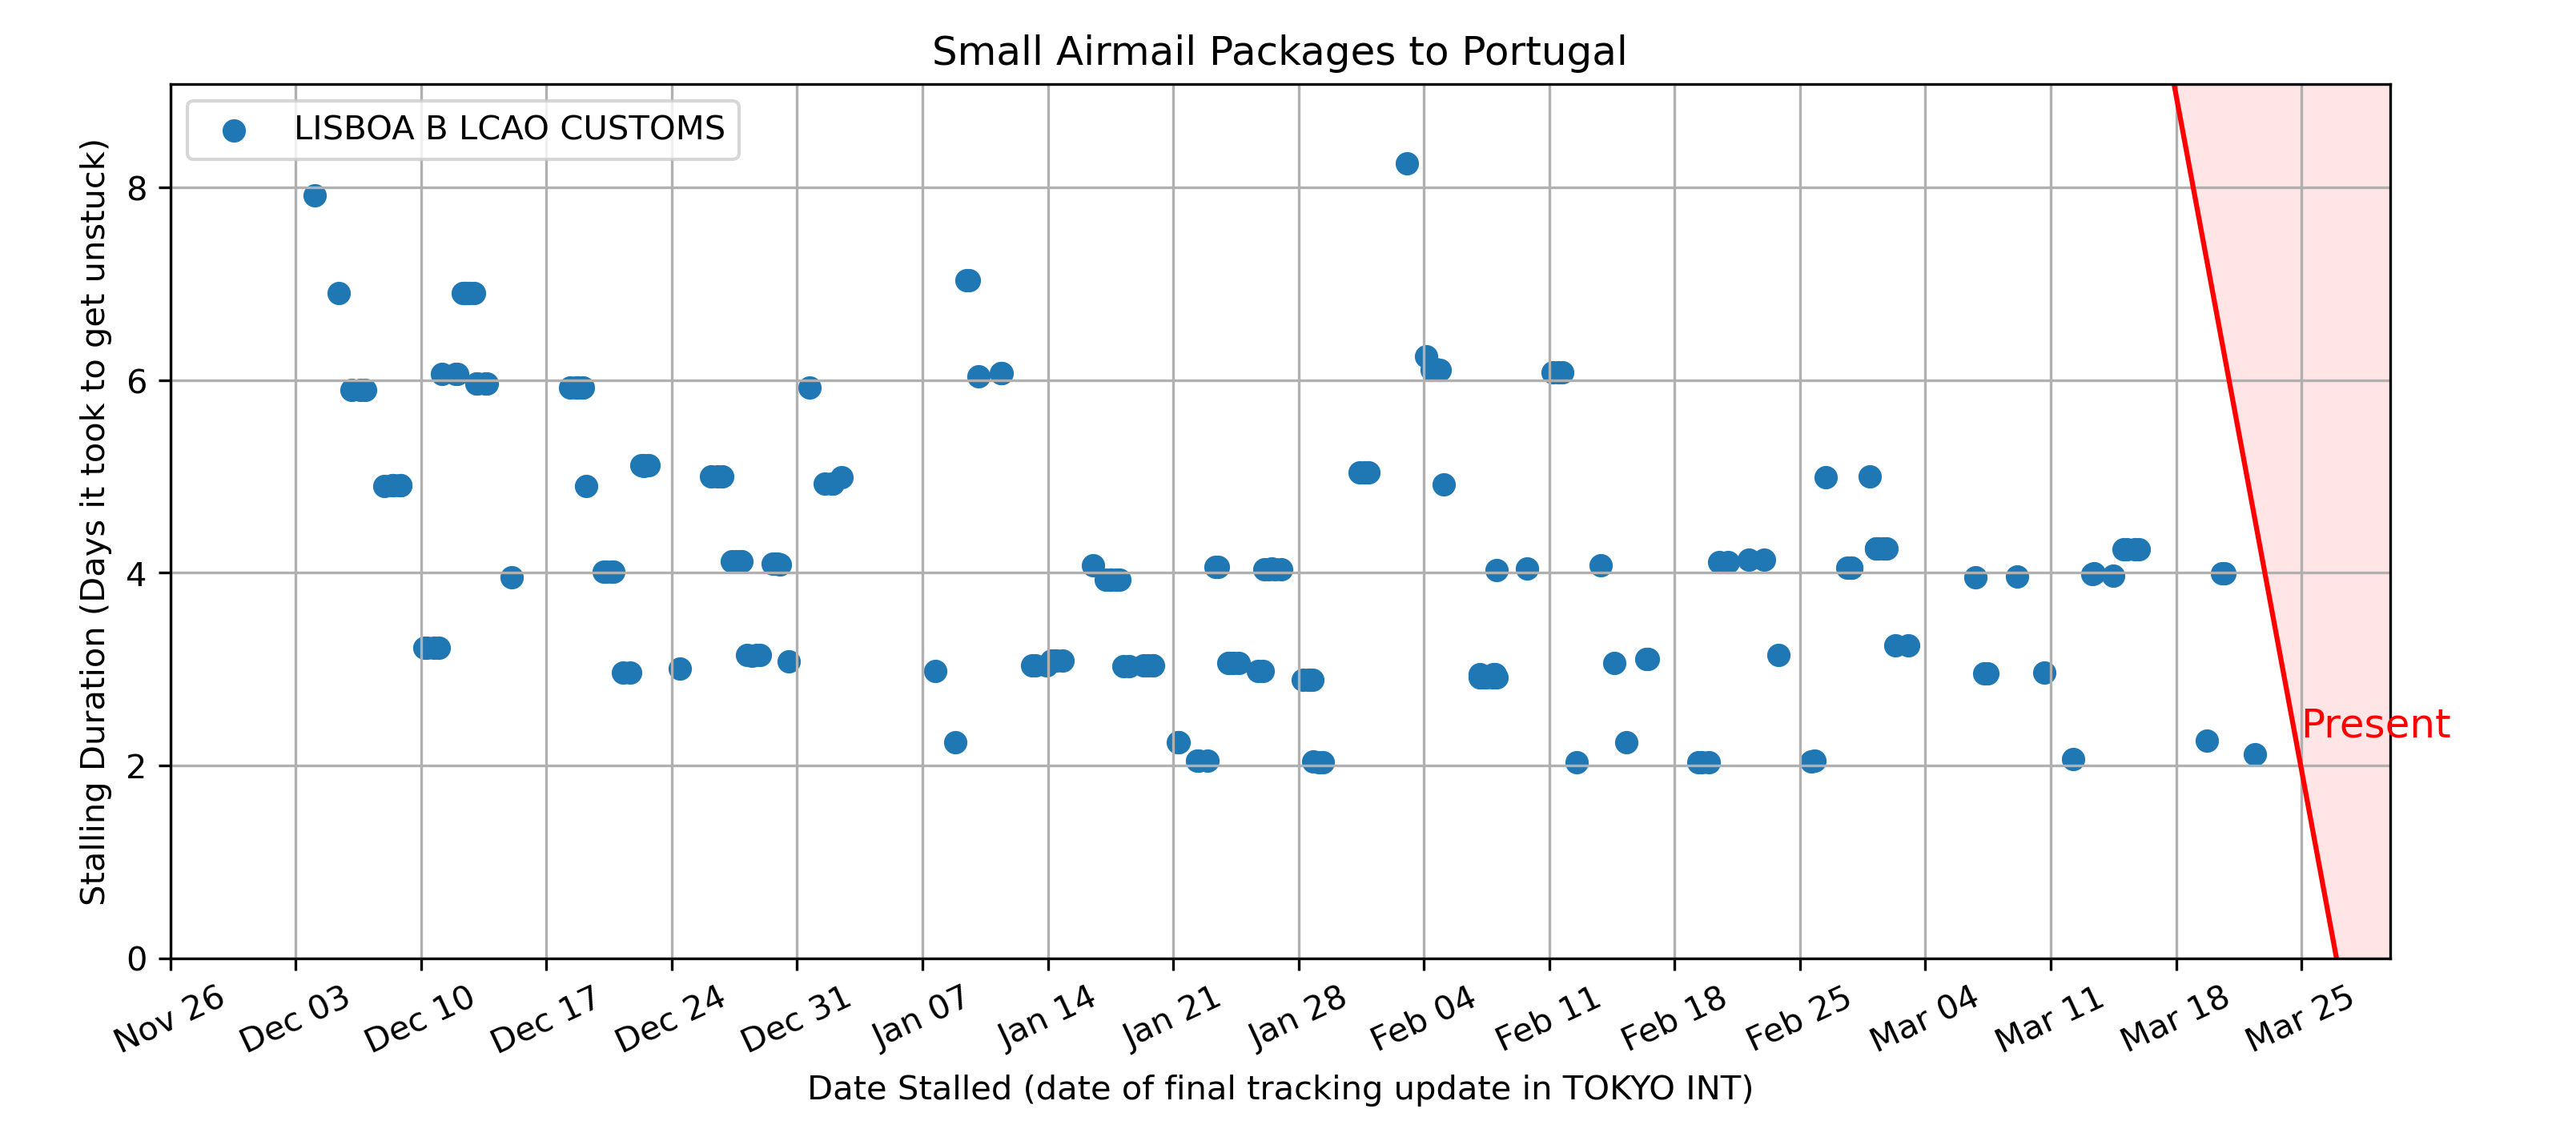 Small Airmail Packages to Portugal
LISBOA B LCAO CUSTOMS
Stalling Duration (Days it took to get unstuck)
8
6
4
2
0
Present
Nov 26
Dec 03
Dec 10
Dec 17
Dec 24
Dec 31
Jan 07
Jan 14
Jan 21
Jan 28
Feb 04
Feb 11
Feb 18
Feb 25
Mar 04
Mar 11
Mar 18
Mar 25
Date Stalled (date of final tracking update in TOKYO INT)